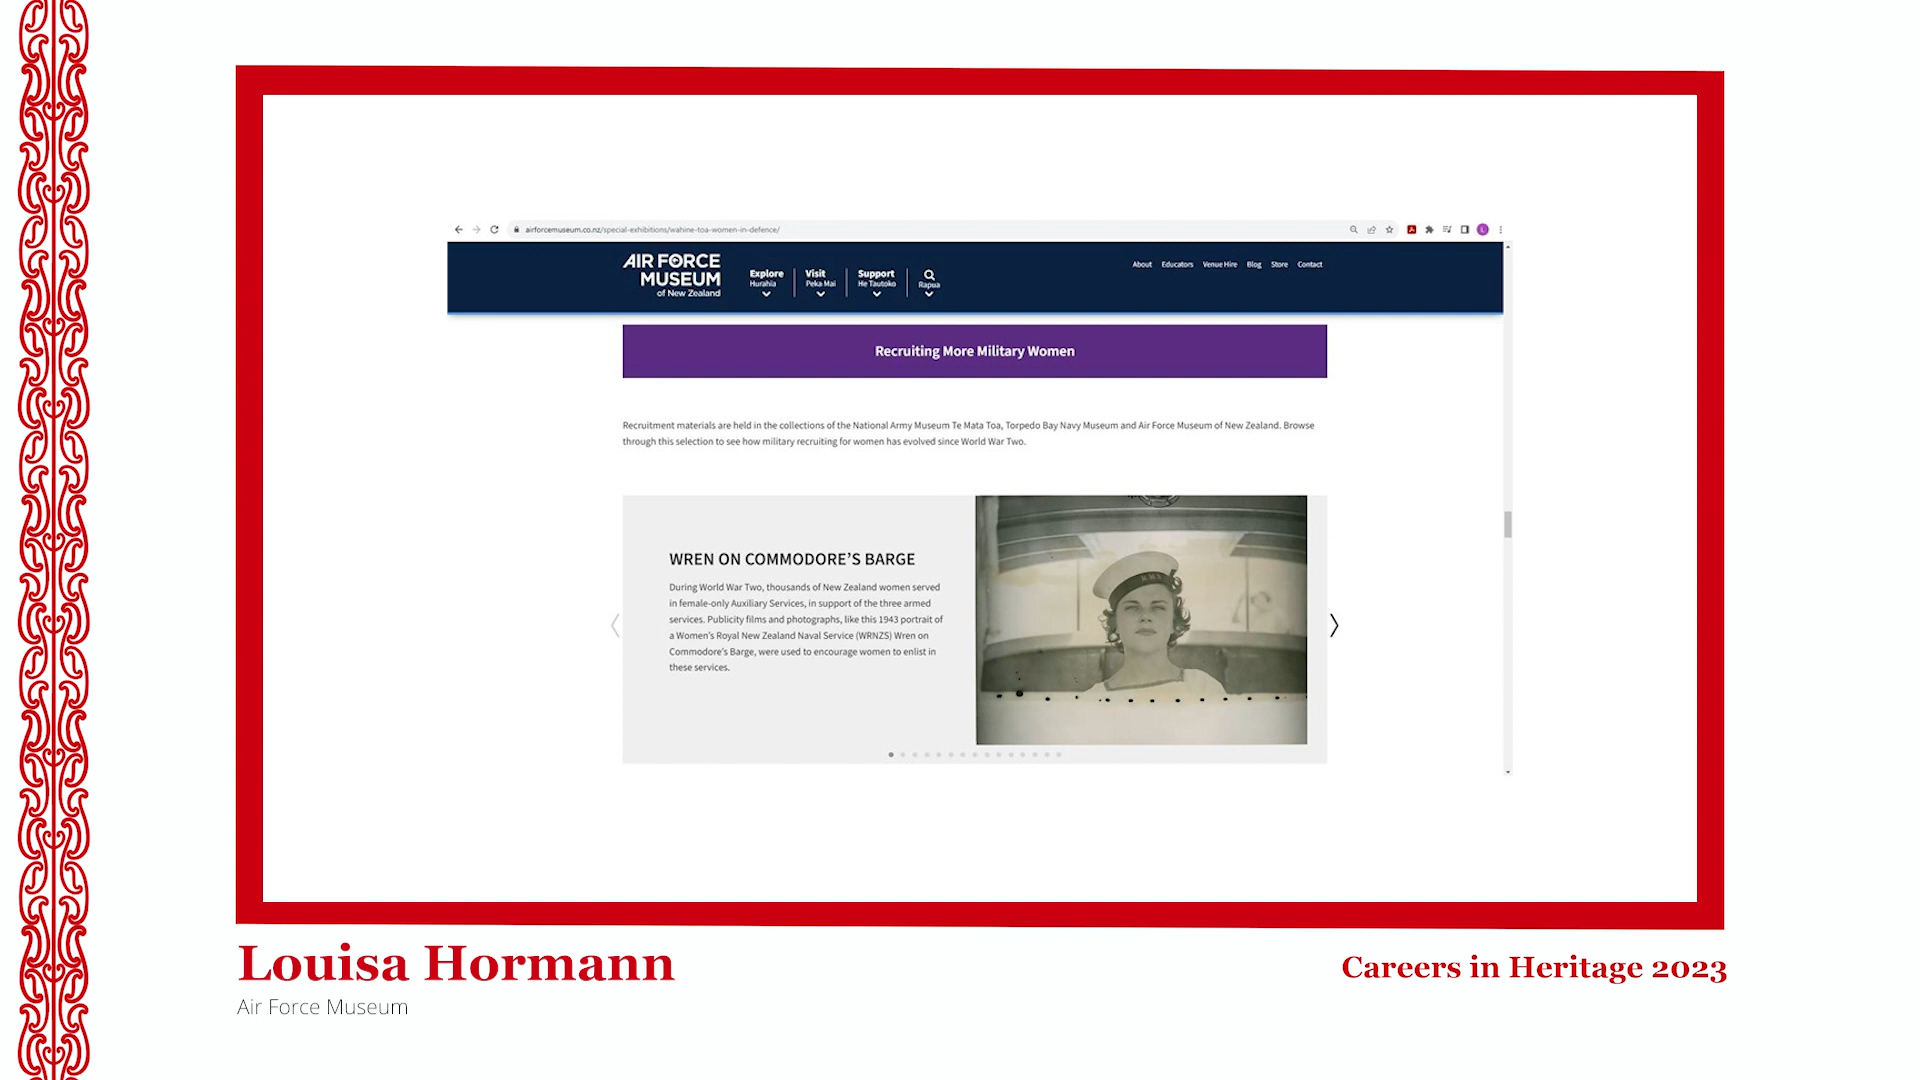 airforcemuseum.co.nz/special-exhibitions/wahine-toa-women-in-defence/
AIR FORCE
MUSEUM
of New Zealand
Explore
Hurahia
Visit
Peka Mai
Support
He Tautoko
Rapua
About Educators Venue Hire Blog Store Contact
Recruiting More Military Women
Recruitment materials are held in the collections of the National Army Museum Te Mata Toa, Torpedo Bay Navy Museum and Air Force Museum of New Zealand. Browse
through this selection to see how military recruiting for women has evolved since World War Two.
WREN ON COMMODORE'S BARGE
During World War Two, thousands of New Zealand women served
in female-only Auxiliary Services, in support of the three armed
services. Publicity films and photographs, like this 1943 portrait of
a Women's Royal New Zealand Naval Service (WRNZS) Wren on
Commodore's Barge, were used to encourage women to enlist in
these services.
Louisa Hormann
Air Force Museum
Careers in Heritage 2023